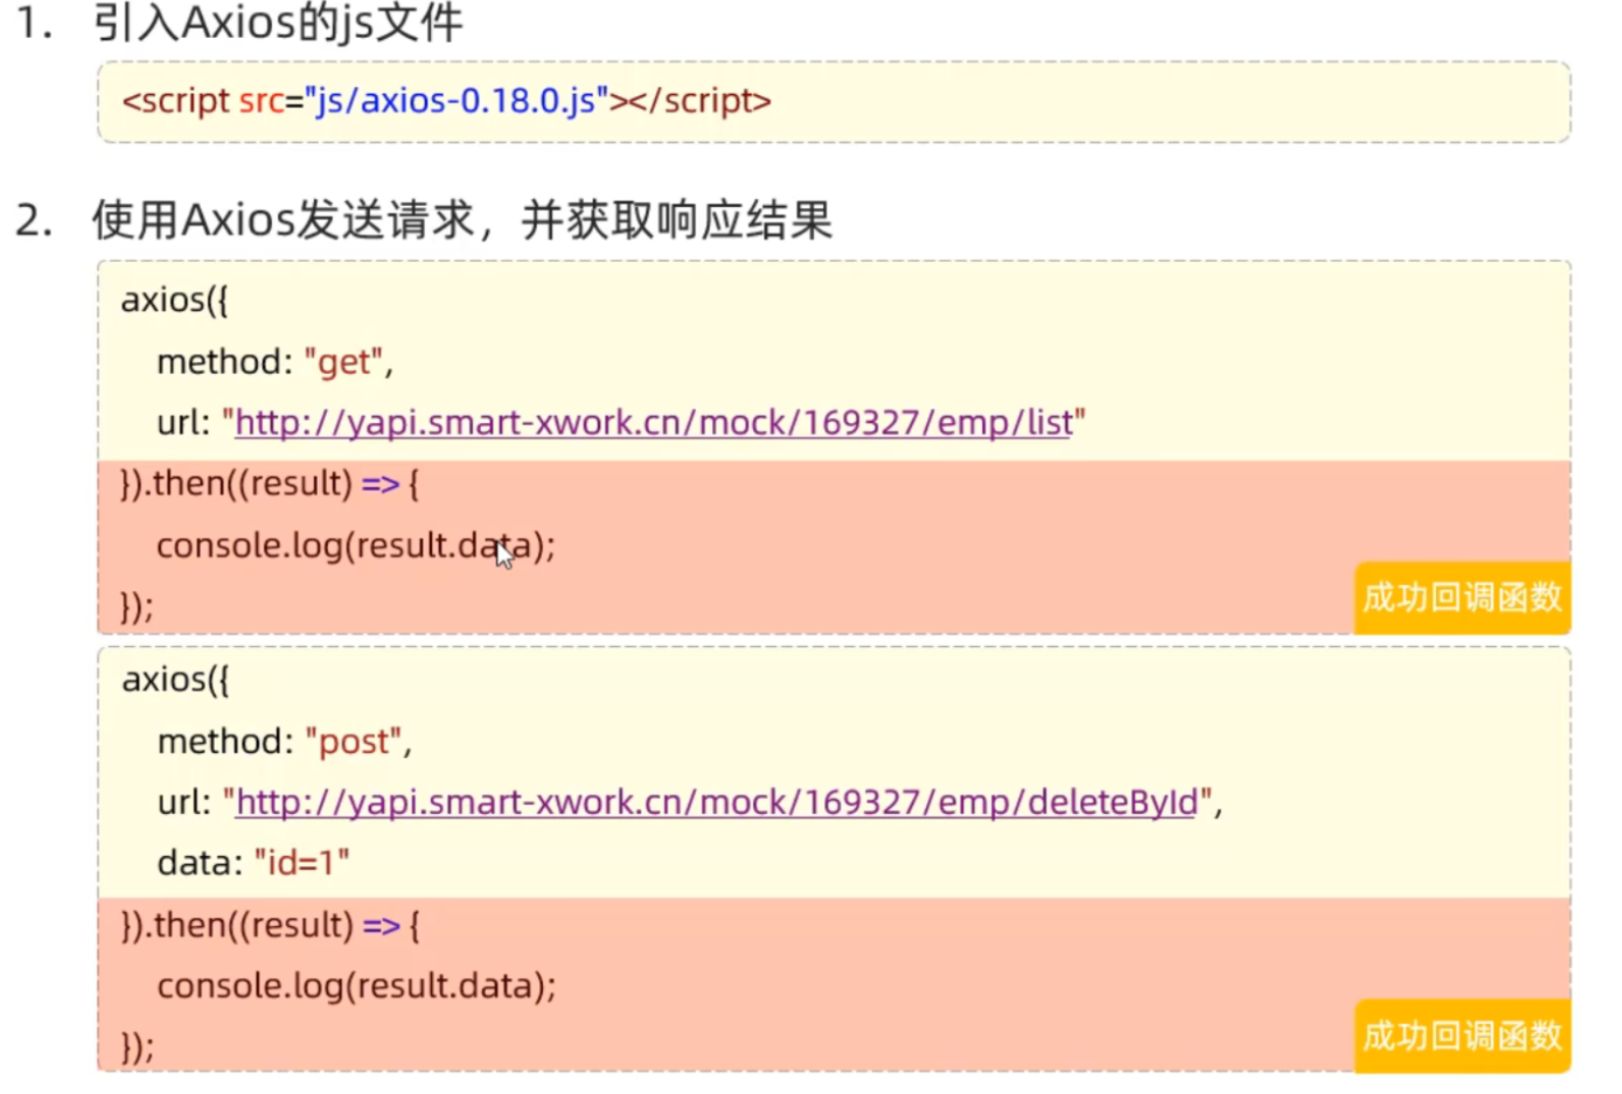 1. 引入Axios的js文件
<script src="js/axios-0.18.0.js"></script>
2. 使用Axios发送请求，并获取响应结果
axios({
method: "get",
url: "http://yapi.smart-xwork.cn/mock/169327/emp/list"
}).then((result) => {
console.log(result.data);
});
成功回调函数
axios({
method: "post",
url: "http://yapi.smart-xwork.cn/mock/169327/emp/deleteById",
data: "id=1"
}).then((result) => {
console.log(result.data);
});
成功回调函数